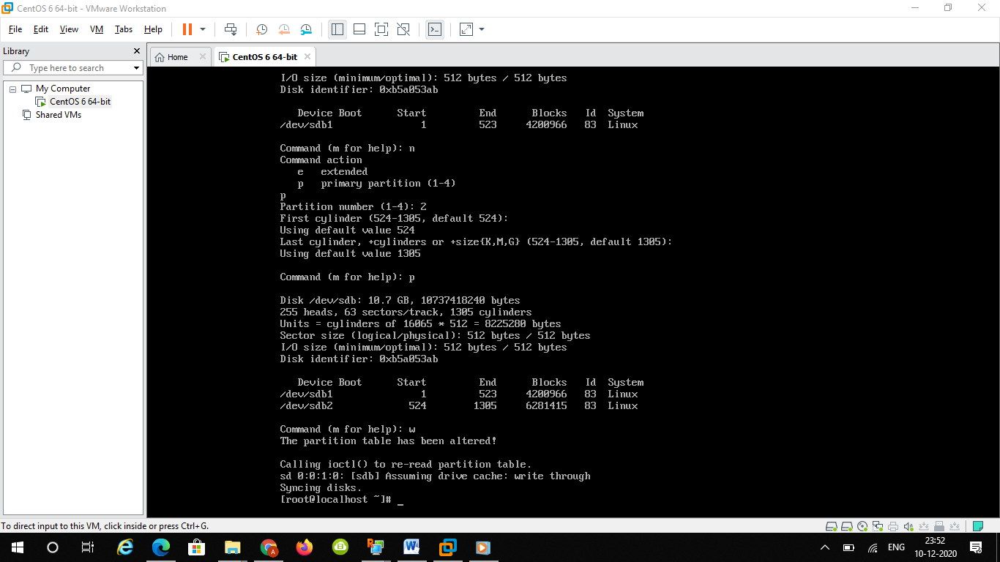 CentOS 6 64-bit - VMware Workstation
File Edit View VM Tabs Help
Library
Type here to search
My Computer
CentOS 6 64-bit
Shared VMs
Home
CentOS 6 64-bit
I/O size (minimum/optimal): 512 bytes / 512 bytes
Disk identifier: 0xb5a053ab
Device Boot Start End Blocks Id System
/dev/sdb1 1 523 4200966 83 Linux
Command (m for help): n
Command action
e extended
p primary partition (1-4)
p
Partition number (1-4): 2
First cylinder (524-1305, default 524):
Using default value 524
Last cylinder, +cylinders or +size{K,M,G} (524-1305, default 1305):
Using default value 1305
Command (m for help): p
Disk /dev/sdb: 10.7 GB, 10737418240 bytes
255 heads, 63 sectors/track, 1305 cylinders
Units = cylinders of 16065 * 512 = 8225280 bytes
Sector size (logical/physical): 512 bytes / 512 bytes
I/O size (minimum/optimal): 512 bytes / 512 bytes
Disk identifier: 0xb5a053ab
Device Boot Start End Blocks Id System
/dev/sdb1 1 523 4200966 83 Linux
/dev/sdb2 524 1305 6281415 83 Linux
Command (m for help): w
The partition table has been altered!
Calling ioctl() to re-read partition table.
sd 0:0:1:0: [sdb] Assuming drive cache: write through
Syncing disks.
[root@localhost ~]# _
To direct input to this VM, click inside or press Ctrl+G.
ENG
23:52
10-12-2020